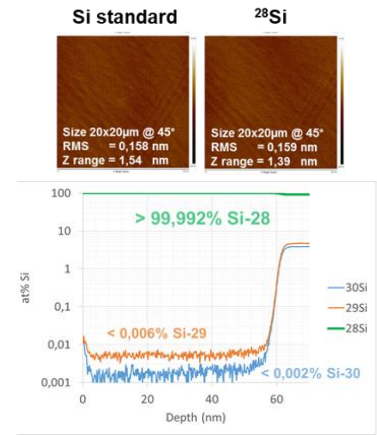 Si standard
²⁸Si
Size 20x20µm @ 45°
RMS = 0,158 nm
Z range = 1,54 nm
Size 20x20µm @ 45°
RMS = 0,159 nm
Z range = 1,39 nm
100
10
1
0,1
0,01
0,001
at% Si
> 99,992% Si-28
< 0,006% Si-29
< 0,002% Si-30
30Si
29Si
28Si
0
20
40
60
Depth (nm)